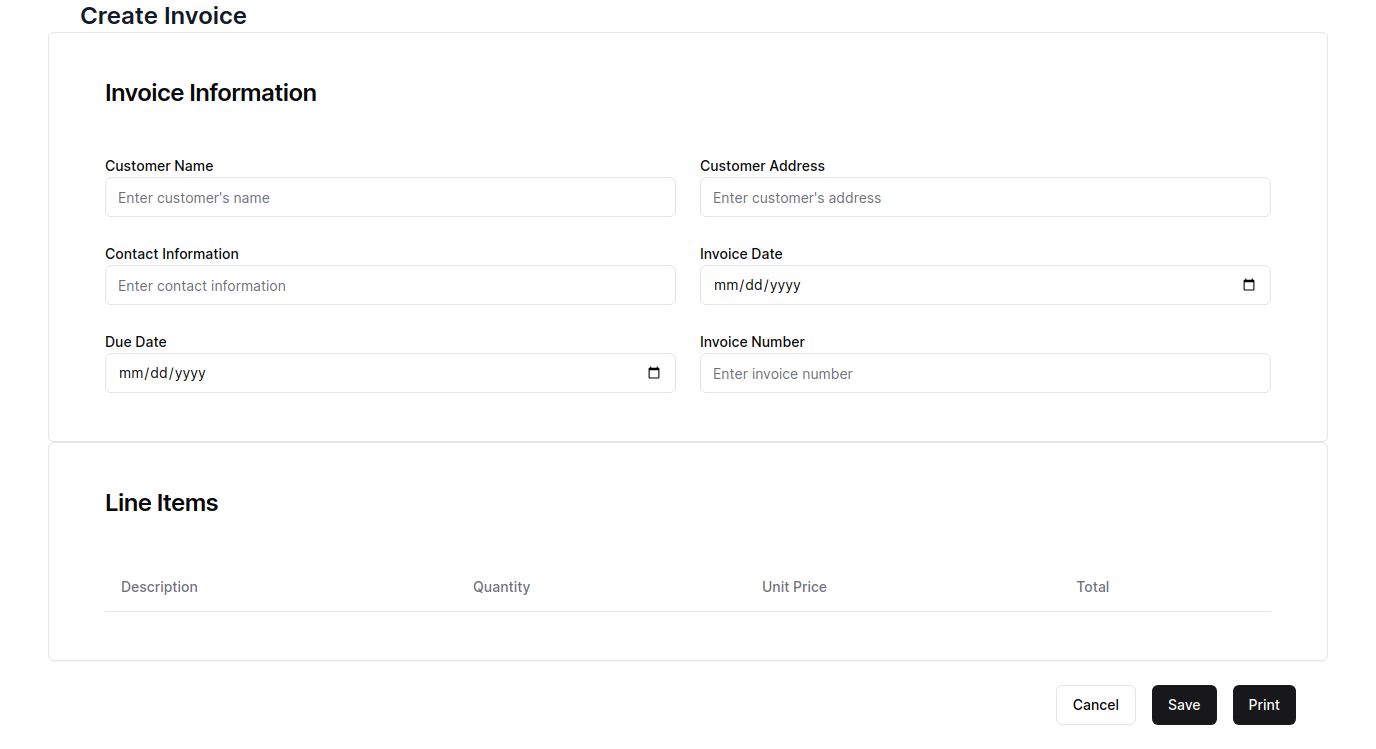 Create Invoice
Invoice Information
Customer Name
Enter customer's name
Customer Address
Enter customer's address
Contact Information
Enter contact information
Invoice Date
mm/dd/yyyy
Due Date
mm/dd/yyyy
Invoice Number
Enter invoice number
Line Items
Description Quantity Unit Price Total
Cancel Save Print